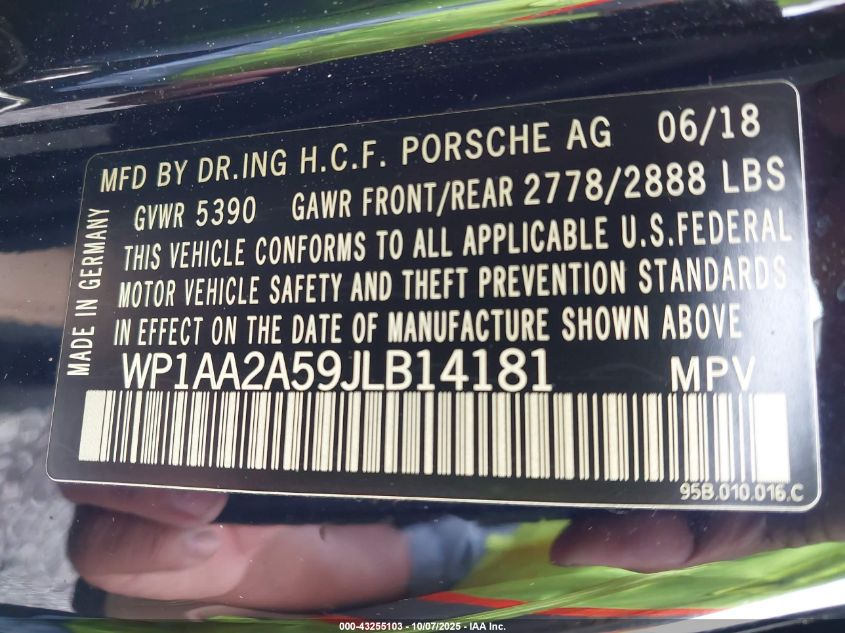 MFD BY DR.ING H.C.F. PORSCHE AG 06/18
GVWR 5390 GAWR FRONT/REAR 2778/2888 LBS
THIS VEHICLE CONFORMS TO ALL APPLICABLE U.S.FEDERAL
MOTOR VEHICLE SAFETY AND THEFT PREVENTION STANDARDS
IN EFFECT ON THE DATE OF MANUFACTURE SHOWN ABOVE
MADE IN GERMANY
WP1AA2A59JLB14181 MPV
95B.010.016.C
000-43255103 - 10/07/2025 - IAA Inc.